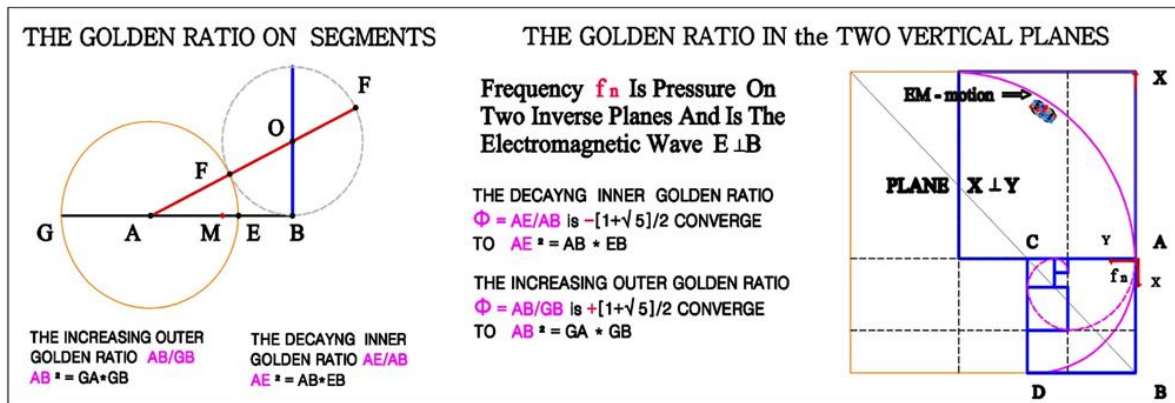 THE GOLDEN RATIO ON SEGMENTS
F
O
F
G
A
M
E
B
THE INCREASING OUTER
GOLDEN RATIO AB/GB
AB ² = GA*GB
THE DECAYNG INNER
GOLDEN RATIO AE/AB
AE ² = AB*EB
THE GOLDEN RATIO IN the TWO VERTICAL PLANES
Frequency fn Is Pressure On
Two Inverse Planes And Is The
Electromagnetic Wave E⊥B
THE DECAYNG INNER GOLDEN RATIO
Φ = AE/AB is -[1+√5]/2 CONVERGE
TO AE ² = AB * EB
THE INCREASING OUTER GOLDEN RATIO
Φ = AB/GB is +[1+√5]/2 CONVERGE
TO AB ² = GA * GB
X
EM - motion
PLANE X⊥Y
C
Y
A
fn
X
D
B